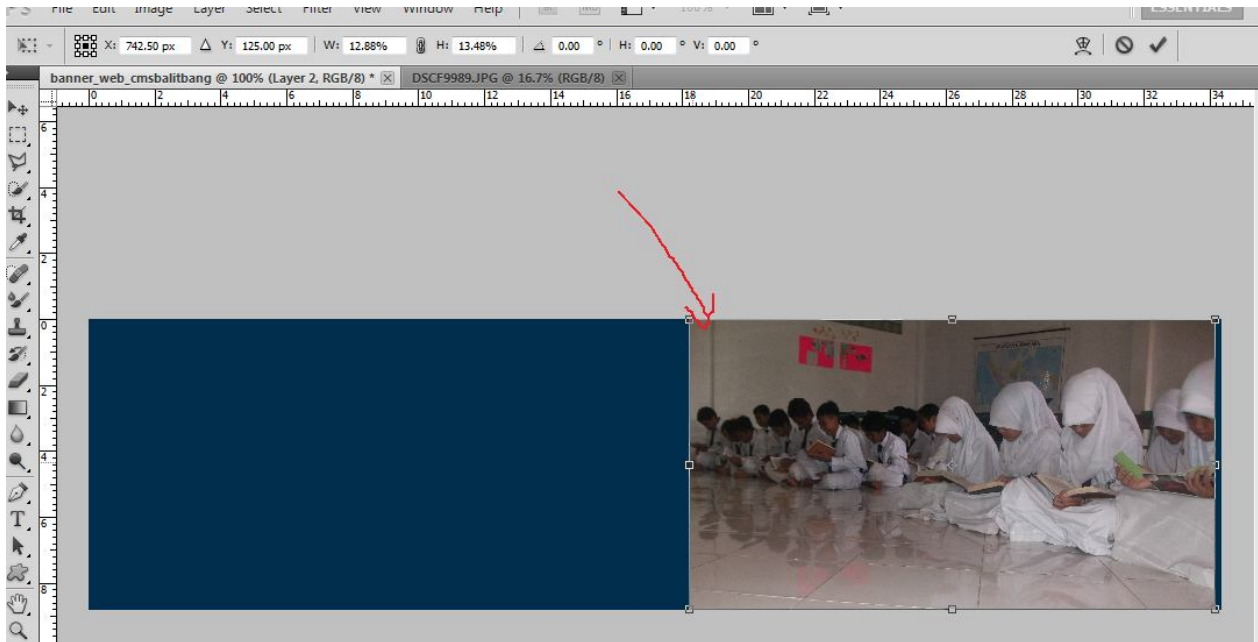 File Edit Image Layer Select Filter View Window Help 100% ESSENTIALS
X: 742.50 px Y: 125.00 px W: 12.88% H: 13.48% 0.00 ° H: 0.00 ° V: 0.00 °
banner_web_cmsbalitbang @ 100% (Layer 2, RGB/8) * DSCF9989.JPG @ 16.7% (RGB/8)
0 2 4 6 8 10 12 14 16 18 20 22 24 26 28 30 32 34
6
4
2
0
2
4
6
8